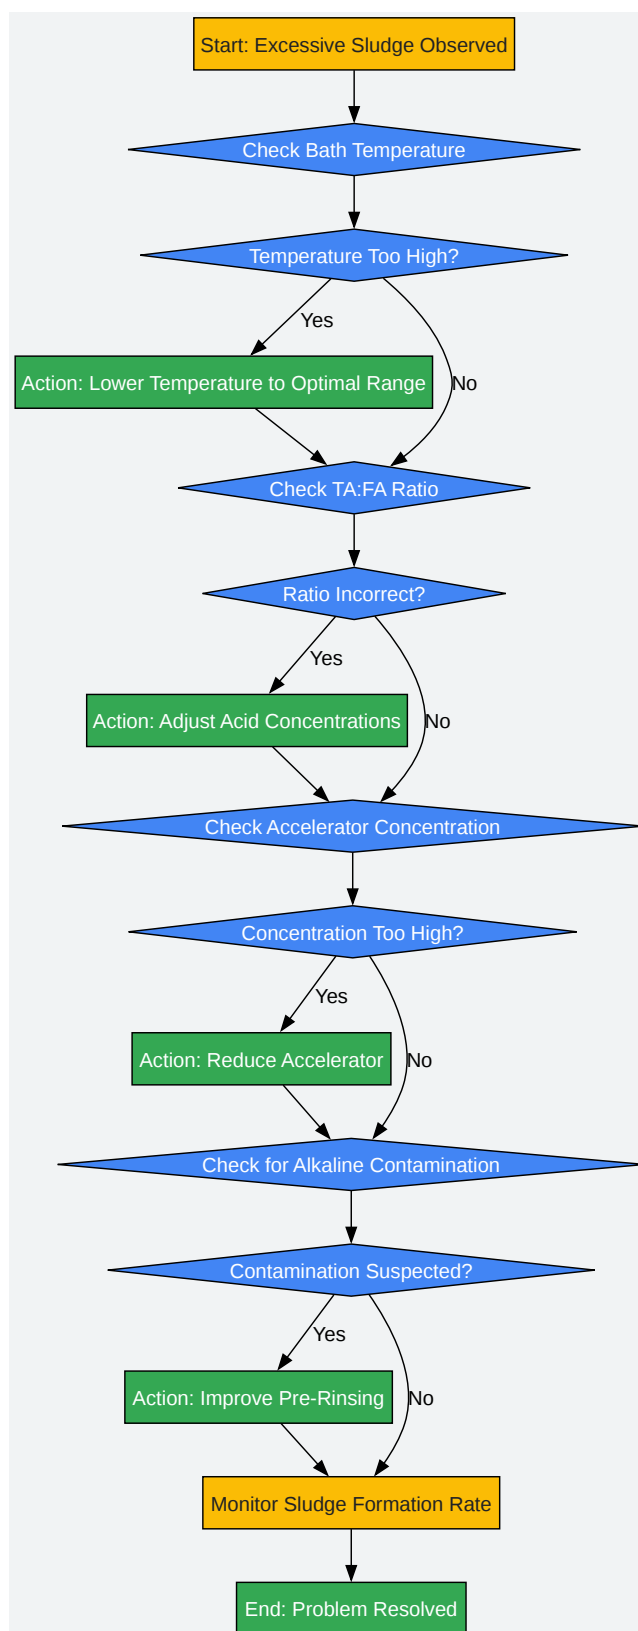 Start: Excessive Sludge Observed
Check Bath Temperature
Temperature Too High?
Yes
Action: Lower Temperature to Optimal Range
No
Check TA:FA Ratio
Ratio Incorrect?
Yes
Action: Adjust Acid Concentrations
No
Check Accelerator Concentration
Concentration Too High?
Yes
Action: Reduce Accelerator
No
Check for Alkaline Contamination
Contamination Suspected?
Yes
Action: Improve Pre-Rinsing
No
Monitor Sludge Formation Rate
End: Problem Resolved